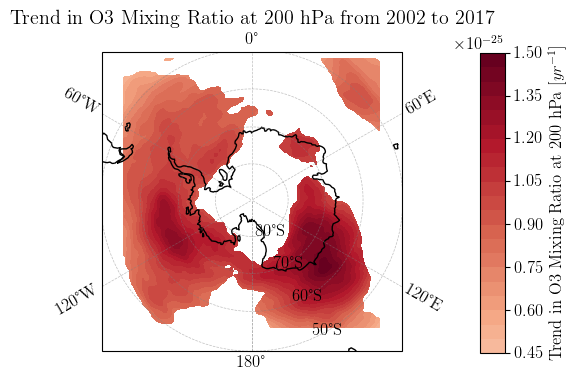 Trend in O3 Mixing Ratio at 200 hPa from 2002 to 2017
0°
×10⁻²⁵
60°W
60°E
1.50
1.35
1.20
1.05
0.90
0.75
0.60
0.45
Trend in O3 Mixing Ratio at 200 hPa [yr⁻¹]
80°S
70°S
60°S
50°S
120°W
120°E
180°